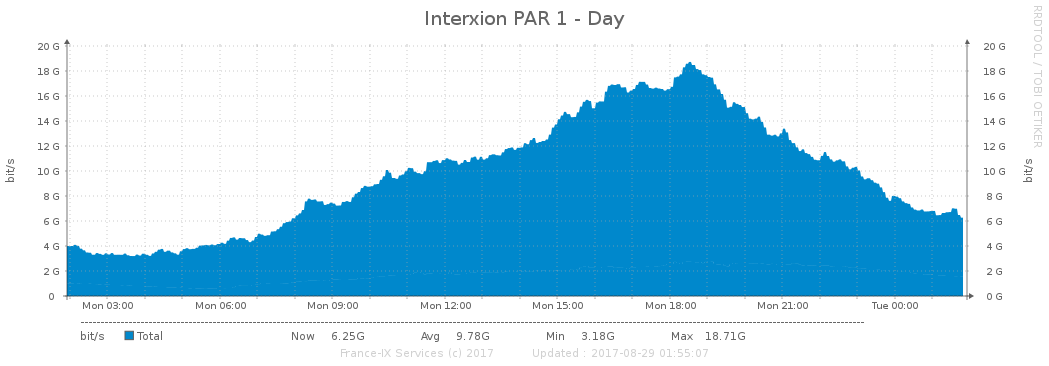 Interxion PAR 1 - Day
RRDTOOL / TOBI OETIKER
bit/s
20 G 20 G
18 G 18 G
16 G 16 G
14 G 14 G
12 G 12 G
10 G 10 G
8 G 8 G
6 G 6 G
4 G 4 G
2 G 2 G
0 0 G
bit/s
Mon 03:00 Mon 06:00 Mon 09:00 Mon 12:00 Mon 15:00 Mon 18:00 Mon 21:00 Tue 00:00
bit/s Total Now 6.25G Avg 9.78G Min 3.18G Max 18.71G
France-IX Services (c) 2017 Updated : 2017-08-29 01:55:07